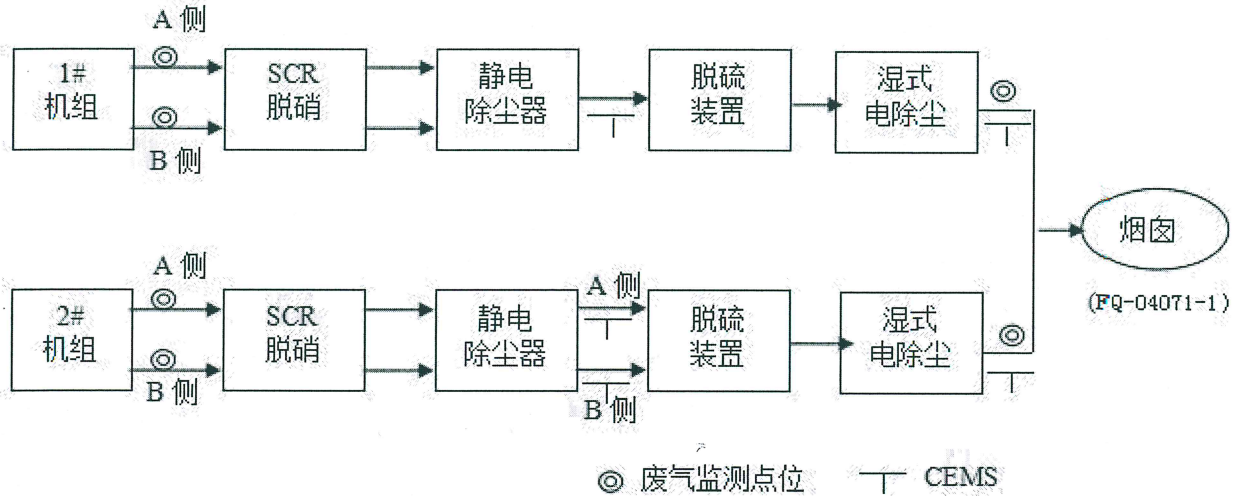 A 侧
1#
机组
B 侧
SCR
脱硝
静电
除尘器
脱硫
装置
湿式
电除尘
烟囱
(FQ-04071-1)
A 侧
2#
机组
B 侧
SCR
脱硝
静电
除尘器
A 侧
B 侧
脱硫
装置
湿式
电除尘
废气监测点位
CEMS